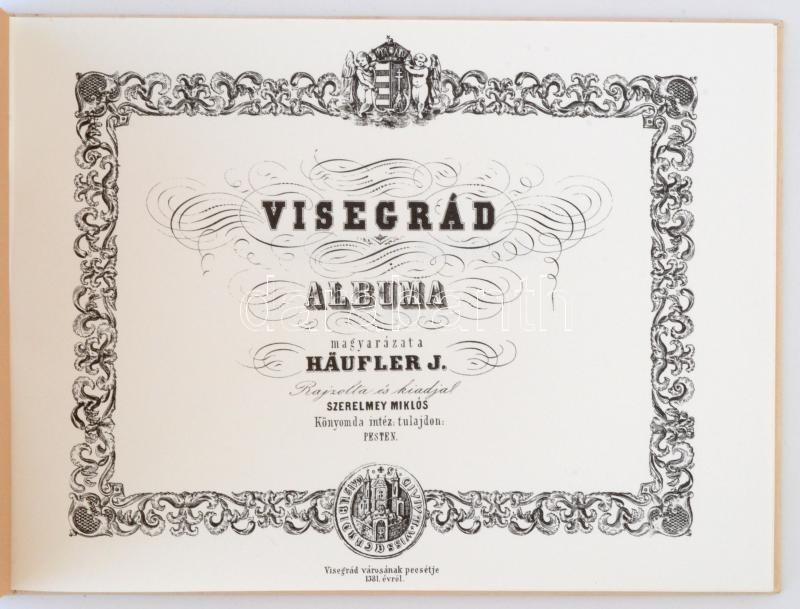 VISEGRÁD
ALBUMA
magyarázata
HÄUFLER J.
Rajzolta és kiadja
SZERELMEY MIKLÓS
Könyomda intéz: tulajdon:
PESTEN.
Visegrád városának pecsétje
1381. évről.